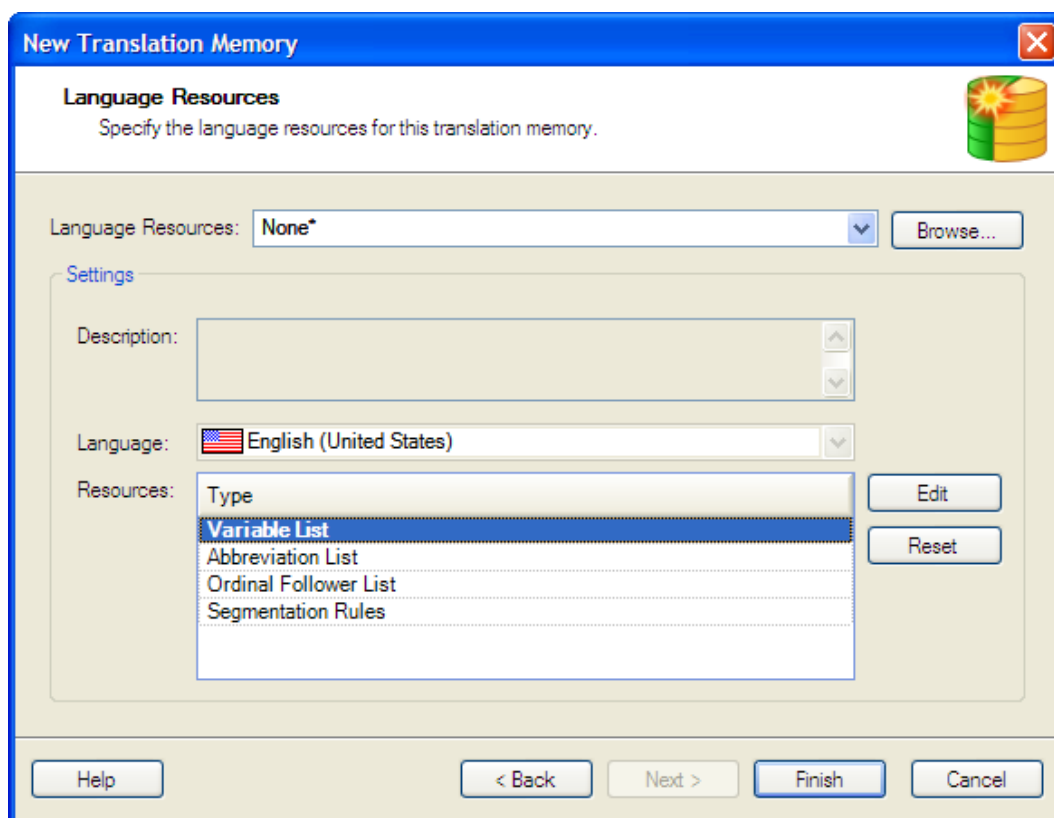 New Translation Memory
Language Resources
Specify the language resources for this translation memory.
Language Resources: None* Browse...
Settings
Description:
Language: English (United States)
Resources: Type Edit
Variable List
Abbreviation List Reset
Ordinal Follower List
Segmentation Rules
Help < Back Next > Finish Cancel